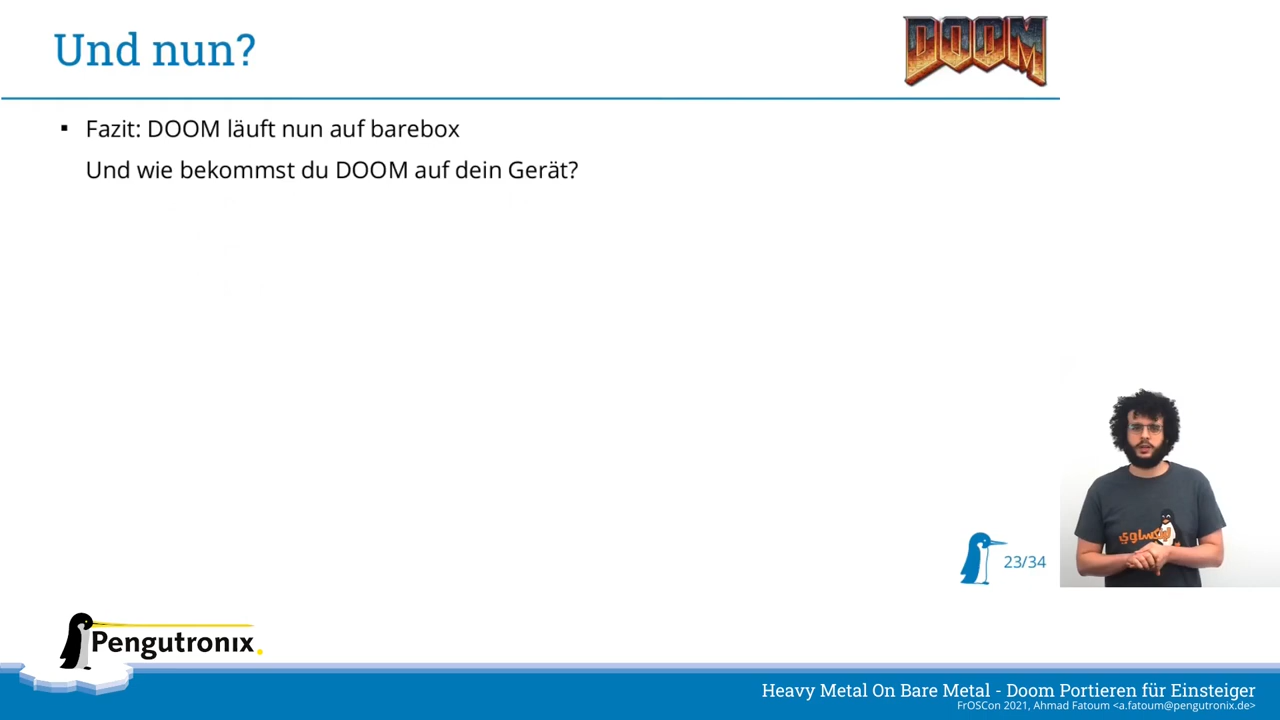 Und nun?
DOOM
Fazit: DOOM läuft nun auf barebox
Und wie bekommst du DOOM auf dein Gerät?
23/34
Pengutronix
Heavy Metal On Bare Metal - Doom Portieren für Einsteiger
FrOSCon 2021, Ahmad Fatoum <a.fatoum@pengutronix.de>